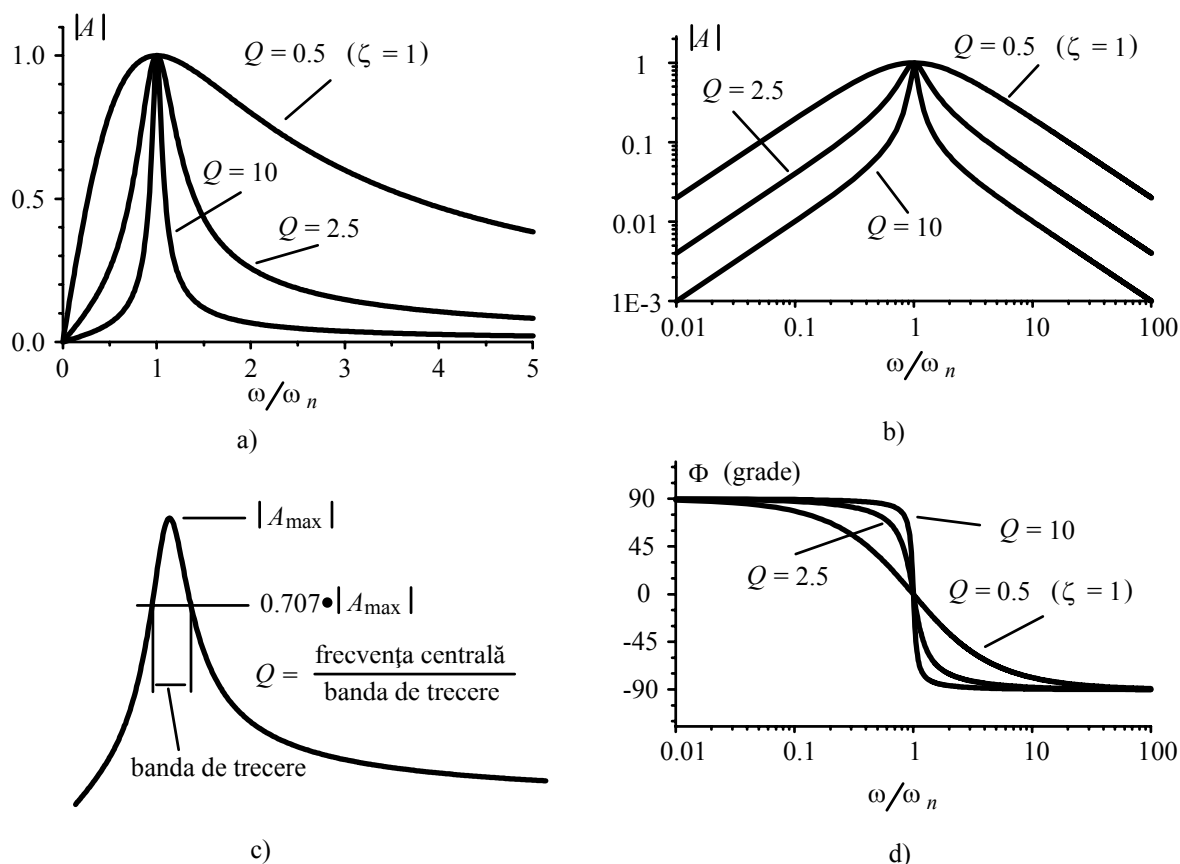 |A|
1.0
0.5
0.0
Q = 0.5 (ζ = 1)
Q = 10
Q = 2.5
0 1 2 3 4 5
ω/ω n
a)
|A|
1
0.1
0.01
1E-3
Q = 0.5 (ζ = 1)
Q = 2.5
Q = 10
0.01 0.1 1 10 100
ω/ω n
b)
|A max|
0.707•|A max|
Q = frecvenţa centrală
banda de trecere
banda de trecere
c)
Φ (grade)
90
45
0
-45
-90
Q = 10
Q = 2.5
Q = 0.5 (ζ = 1)
0.01 0.1 1 10 100
ω/ω n
d)